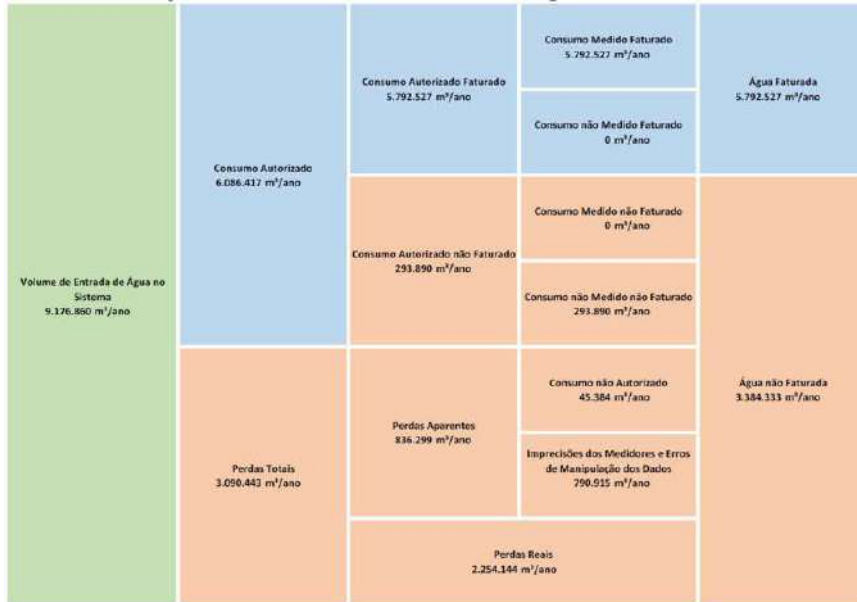 Volume de Entrada de Água no
Sistema
9.176.860 m³/ano
Consumo Autorizado
6.086.417 m³/ano
Perdas Totais
3.090.443 m³/ano
Consumo Autorizado Faturado
5.792.527 m³/ano
Consumo Autorizado não Faturado
293.890 m³/ano
Perdas Aparentes
836.299 m³/ano
Consumo Medido Faturado
5.792.527 m³/ano
Consumo não Medido Faturado
0 m³/ano
Consumo Medido não Faturado
0 m³/ano
Consumo não Medido não Faturado
293.890 m³/ano
Consumo não Autorizado
45.384 m³/ano
Imprecisões dos Medidores e Erros
de Manipulação dos Dados
790.915 m³/ano
Perdas Reais
2.254.144 m³/ano
Água Faturada
5.792.527 m³/ano
Água não Faturada
3.384.333 m³/ano